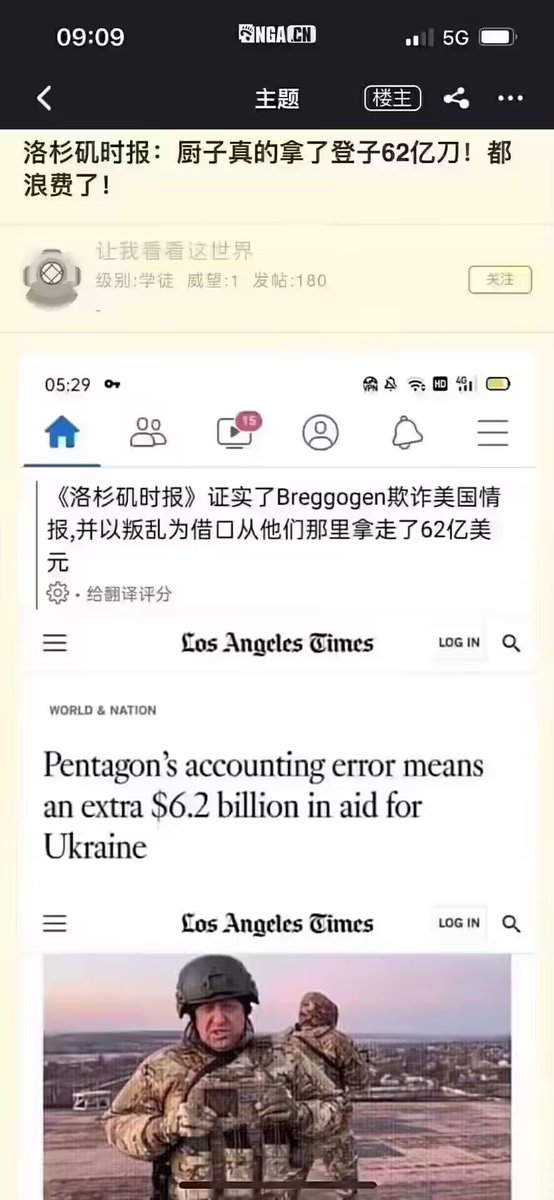 09:09
NGA.CN
5G
主题
楼主
洛杉矶时报：厨子真的拿了登子62亿刀！都
浪费了！
让我看看这世界
级别:学徒 威望:1 发帖:180
关注
-
05:29
VPN
HD
4G
15
《洛杉矶时报》证实了Breggogen欺诈美国情
报,并以叛乱为借口从他们那里拿走了62亿美
元
· 给翻译评分
Los Angeles Times
LOG IN
WORLD & NATION
Pentagon's accounting error means
an extra $6.2 billion in aid for
Ukraine
Los Angeles Times
LOG IN